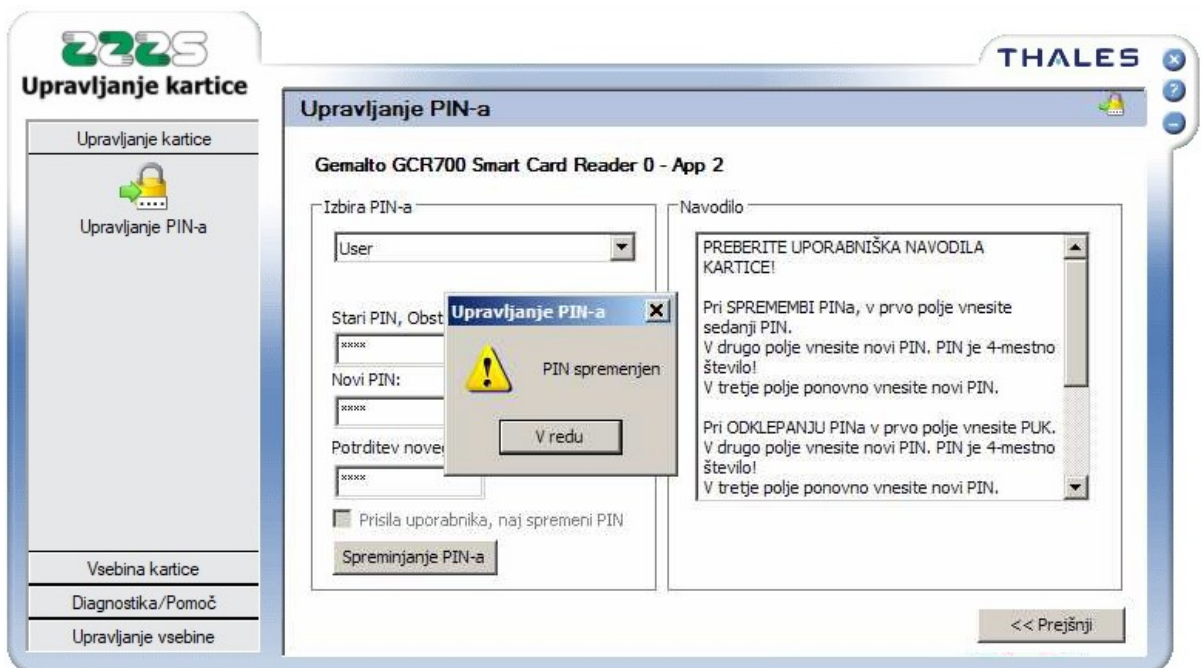 ZZZS
THALES
Upravljanje kartice
Upravljanje kartice
Upravljanje PIN-a
Vsebina kartice
Diagnostika/Pomoč
Upravljanje vsebine
Upravljanje PIN-a
Gemalto GCR700 Smart Card Reader 0 - App 2
Izbira PIN-a
User
Stari PIN, Obst
xxxx
Novi PIN:
xxxx
Potrditev noveg
xxxx
Prisila uporabnika, naj spremeni PIN
Spreminjanje PIN-a
Upravljanje PIN-a
PIN spremenjen
V redu
Navodilo
PREBERITE UPORABNIŠKA NAVODILA
KARTICE!
Pri SPREMEMBI PINa, v prvo polje vnesite
sedanji PIN.
V drugo polje vnesite novi PIN. PIN je 4-mestno
število!
V tretje polje ponovno vnesite novi PIN.
Pri ODKLEPANJU PINa v prvo polje vnesite PUK.
V drugo polje vnesite novi PIN. PIN je 4-mestno
število!
V tretje polje ponovno vnesite novi PIN.
<< Prejšnji